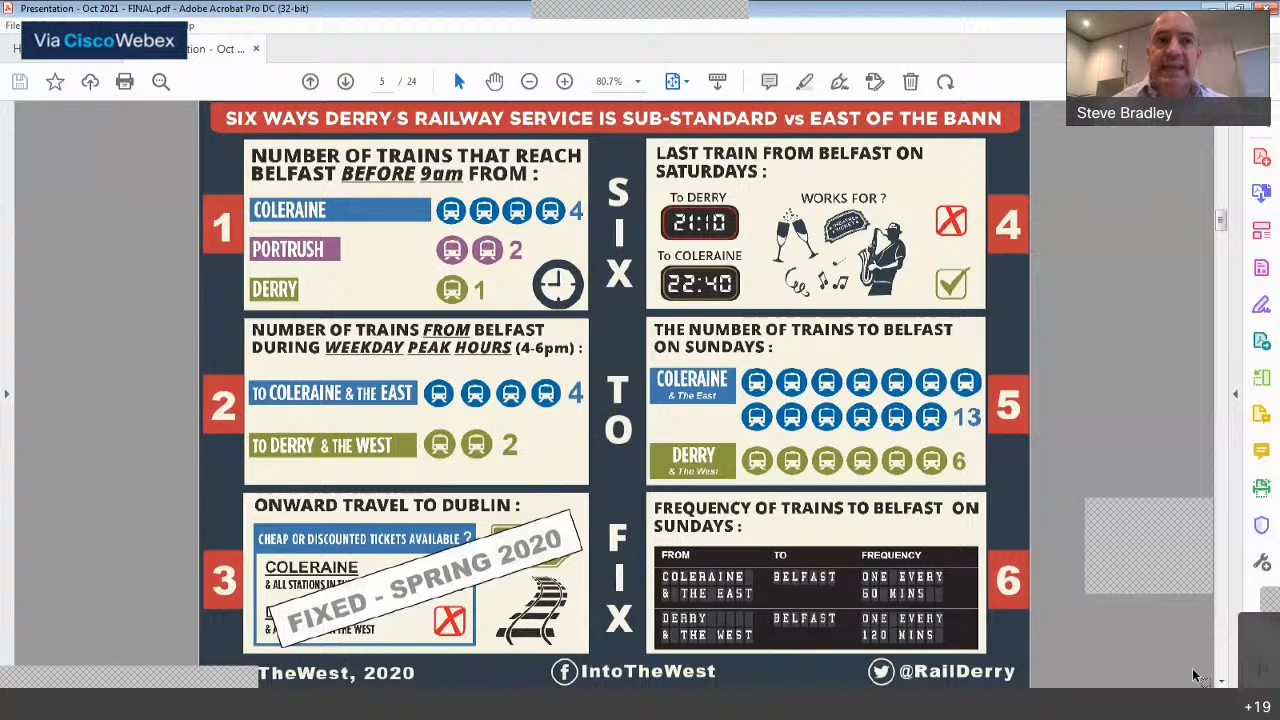 Presentation - Oct 2021 - FINAL.pdf - Adobe Acrobat Pro DC (32-bit)
Via Cisco Webex
tion - Oct ... ×
5 / 24
80.7%
Steve Bradley
SIX WAYS DERRY'S RAILWAY SERVICE IS SUB-STANDARD vs EAST OF THE BANN
SIX TO FIX
1
NUMBER OF TRAINS THAT REACH
BELFAST BEFORE 9am FROM :
COLERAINE 4
PORTRUSH 2
DERRY 1
2
NUMBER OF TRAINS FROM BELFAST
DURING WEEKDAY PEAK HOURS (4-6pm) :
TO COLERAINE & THE EAST 4
TO DERRY & THE WEST 2
3
ONWARD TRAVEL TO DUBLIN :
CHEAP OR DISCOUNTED TICKETS AVAILABLE ?
COLERAINE
& ALL STATIONS IN
FIXED - SPRING 2020
THE WEST
4
LAST TRAIN FROM BELFAST ON
SATURDAYS :
To DERRY
21:10
WORKS FOR ?
To COLERAINE
22:40
5
THE NUMBER OF TRAINS TO BELFAST
ON SUNDAYS :
COLERAINE
& The East
13
DERRY
& The West
6
6
FREQUENCY OF TRAINS TO BELFAST ON
SUNDAYS :
FROM TO FREQUENCY
COLERAINE BELFAST ONE EVERY
& THE EAST 60 MINS
DERRY BELFAST ONE EVERY
& THE WEST 120 MINS
TheWest, 2020
IntoTheWest
@RailDerry
+19